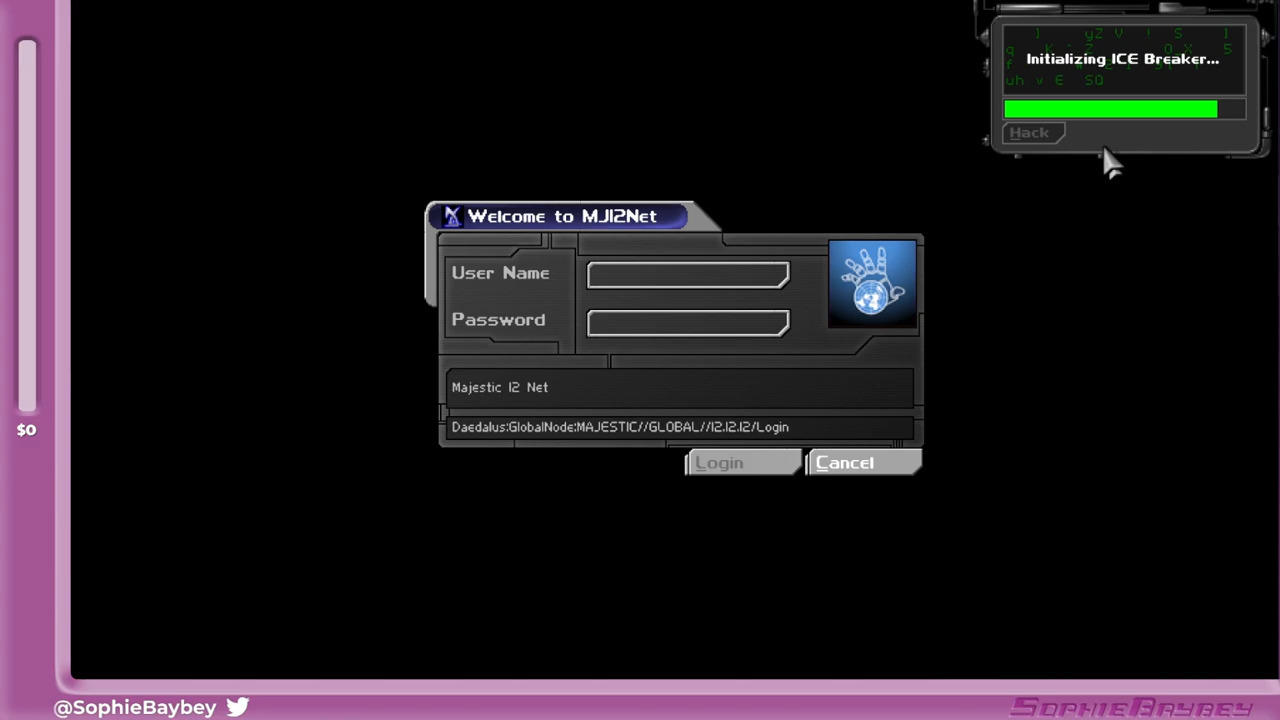 Initializing ICE Breaker...
Hack
Welcome to MJ12Net
User Name
Password
Majestic 12 Net
Daedalus:GlobalNode:MAJESTIC//GLOBAL//12.12.12/Login
Login
Cancel
$0
@SophieBaybey
SOPHIEBAYBEY